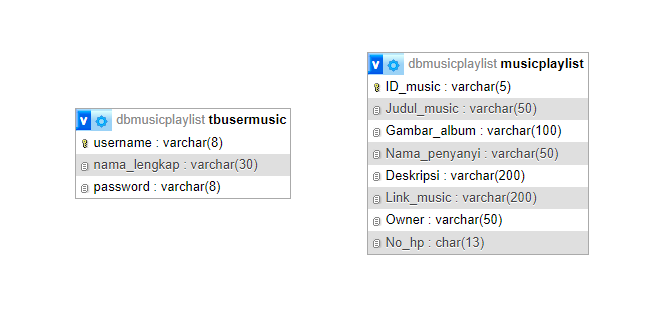 dbmusicplaylist tbusermusic
username : varchar(8)
nama_lengkap : varchar(30)
password : varchar(8)
dbmusicplaylist musicplaylist
ID_music : varchar(5)
Judul_music : varchar(50)
Gambar_album : varchar(100)
Nama_penyanyi : varchar(50)
Deskripsi : varchar(200)
Link_music : varchar(200)
Owner : varchar(50)
No_hp : char(13)